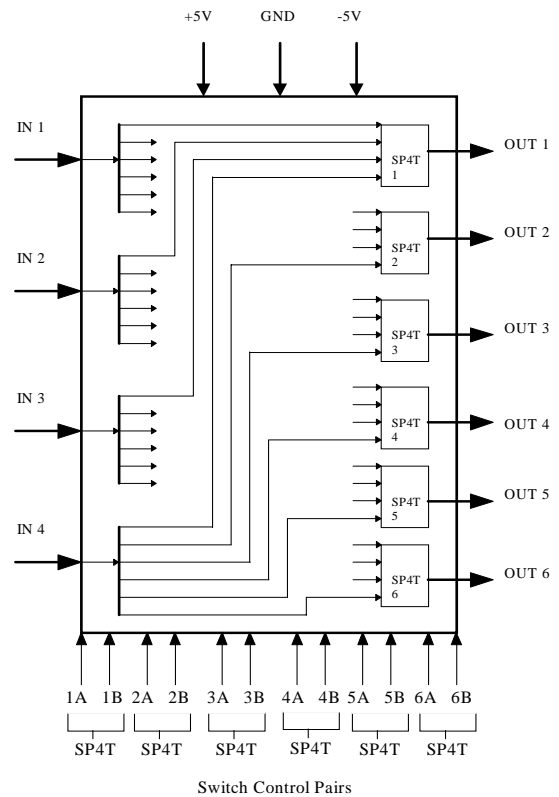 +5V GND -5V
IN 1
OUT 1
SP4T
1
OUT 2
SP4T
2
IN 2
OUT 3
SP4T
3
IN 3
OUT 4
SP4T
4
OUT 5
SP4T
5
IN 4
OUT 6
SP4T
6
1A 1B 2A 2B 3A 3B 4A 4B 5A 5B 6A 6B
SP4T SP4T SP4T SP4T SP4T SP4T
Switch Control Pairs